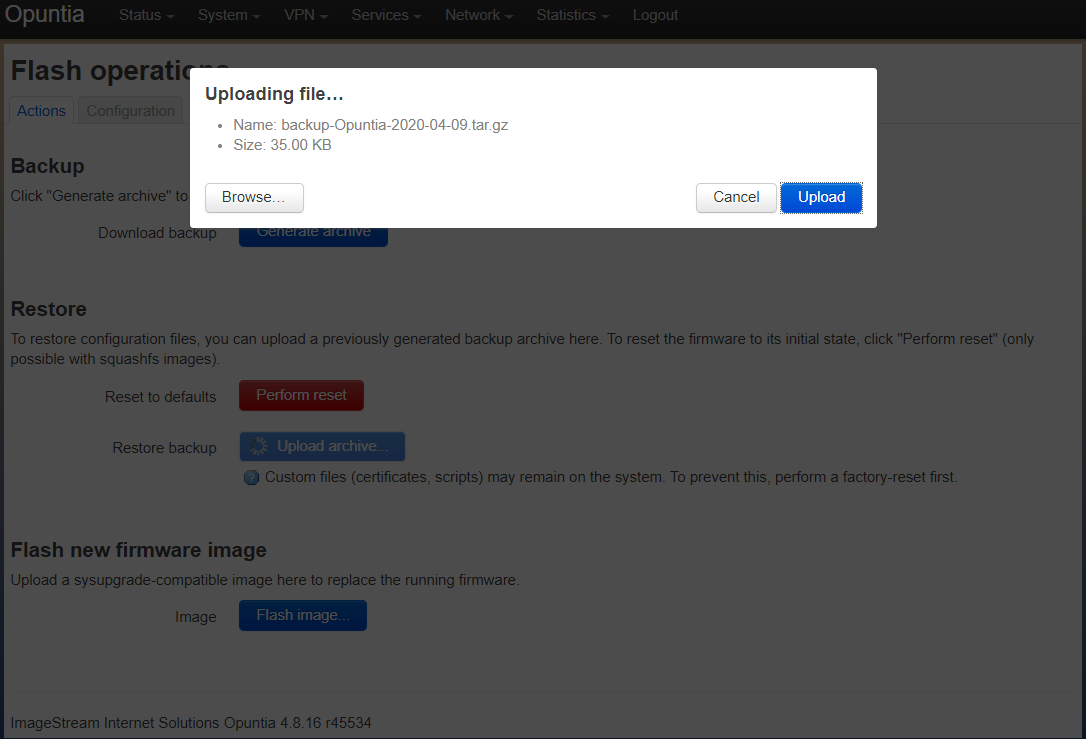 Opuntia Status System VPN Services Network Statistics Logout
Flash operations
Uploading file…
Actions Configuration
Name: backup-Opuntia-2020-04-09.tar.gz
Size: 35.00 KB
Backup
Click "Generate archive" to
Browse… Cancel Upload
Download backup Generate archive
Restore
To restore configuration files, you can upload a previously generated backup archive here. To reset the firmware to its initial state, click "Perform reset" (only
possible with squashfs images).
Reset to defaults Perform reset
Restore backup Upload archive...
Custom files (certificates, scripts) may remain on the system. To prevent this, perform a factory-reset first.
Flash new firmware image
Upload a sysupgrade-compatible image here to replace the running firmware.
Image Flash image...
ImageStream Internet Solutions Opuntia 4.8.16 r45534